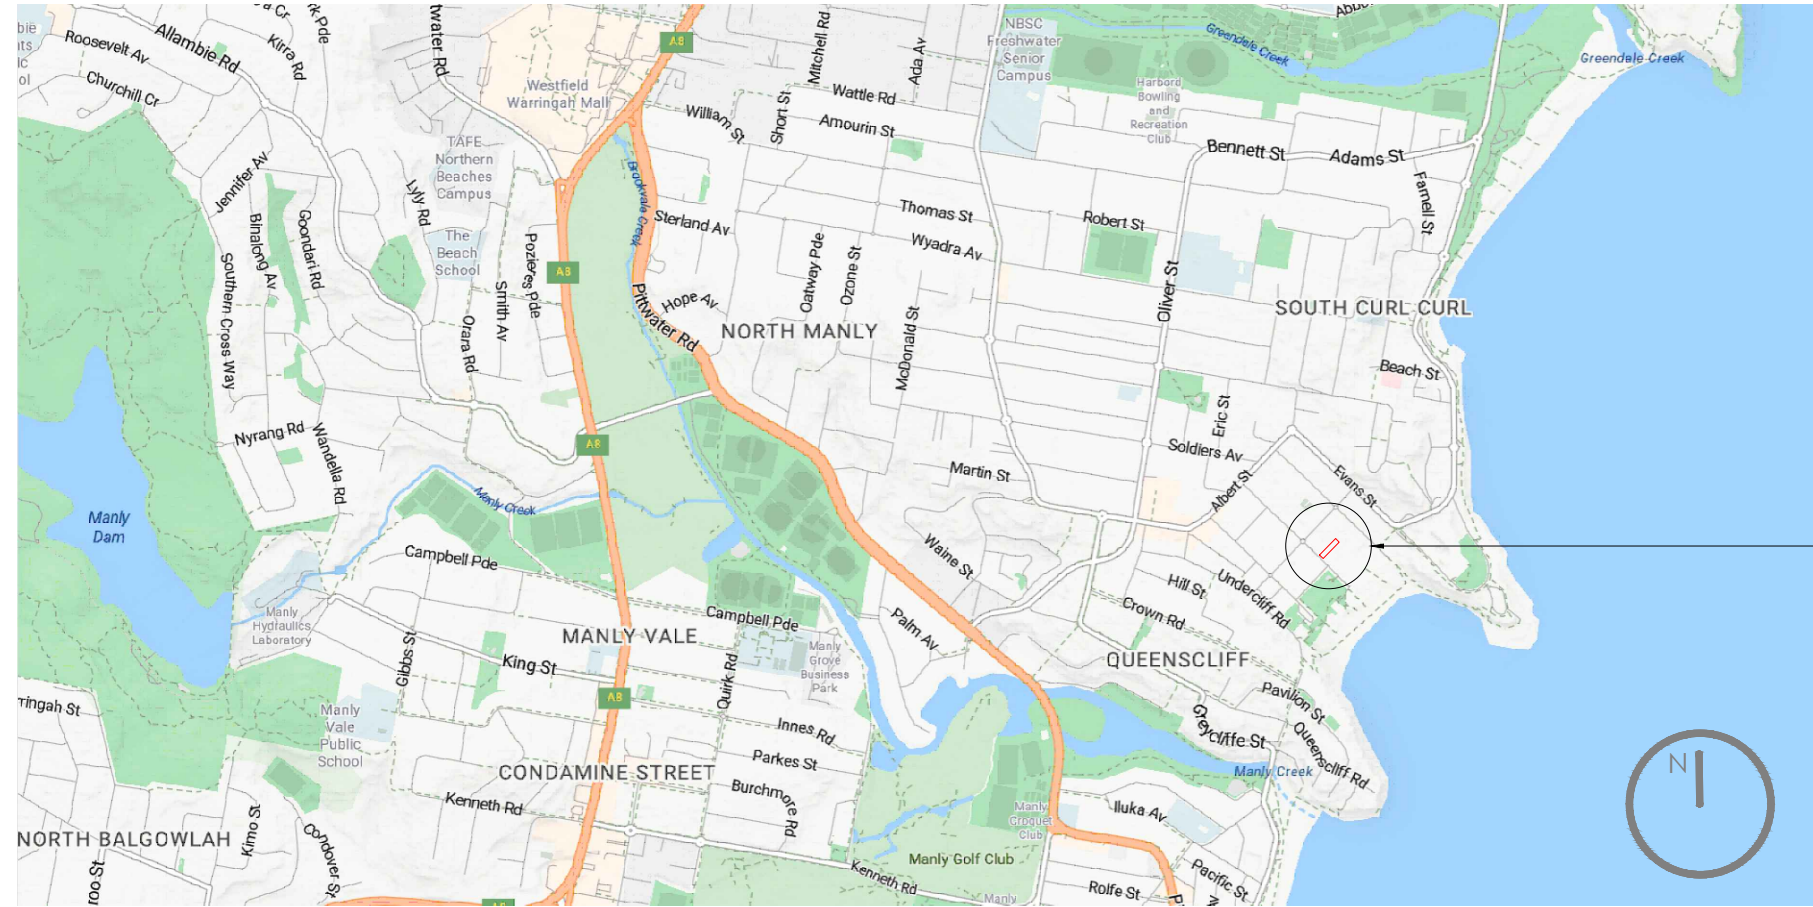 Roosevelt Av
Allambie Rd
Kirra Rd
Churchill Cr
A8
Mitchell Rd
Ada Av
NBSC
Freshwater
Senior
Campus
Greendale Creek
Greendale Creek
Westfield
Warringah Mall
William St
Short St
Wattle Rd
Amourin St
Harbord
Bowling
and
Recreation
Club
TAFE
Northern
Beaches
Campus
Bennett St
Adams St
Jennifer Av
Lyly Rd
Brookvale Creek
Farnell St
Binalong Av
Goondari Rd
The
Beach
School
Sterland Av
Thomas St
Robert St
Wyadra Av
Pozieres Pde
Southern Cross Way
Smith Av
A8
Oatway Pde
Ozone St
Oliver St
Hope Av
Pittwater Rd
SOUTH CURL CURL
NORTH MANLY
Orara Rd
McDonald St
Beach St
Eric St
Nyrang Rd
Wandella Rd
A8
Soldiers Av
Martin St
Albert St
Evans St
Manly
Dam
Manly Creek
Campbell Pde
Waine St
Hill St
Undercliff Rd
Crown Rd
Manly
Hydraulics
Laboratory
Campbell Pde
Palm Av
MANLY VALE
Gibbs St
King St
Quirk Rd
Manly
Grove
Business
Park
QUEENSCLIFF
A8
Pavilion St
Manly
Vale
Public
School
Innes Rd
Greycliffe St
Queenscliff Rd
Parkes St
CONDAMINE STREET
Manly Creek
N
Burchmore Rd
Kenneth Rd
Iluka Av
Manly
Croquet
Club
NORTH BALGOWLAH
Kimo St
Condover St
Manly Golf Club
Kenneth Rd
Pacific St
Rolfe St
Manly